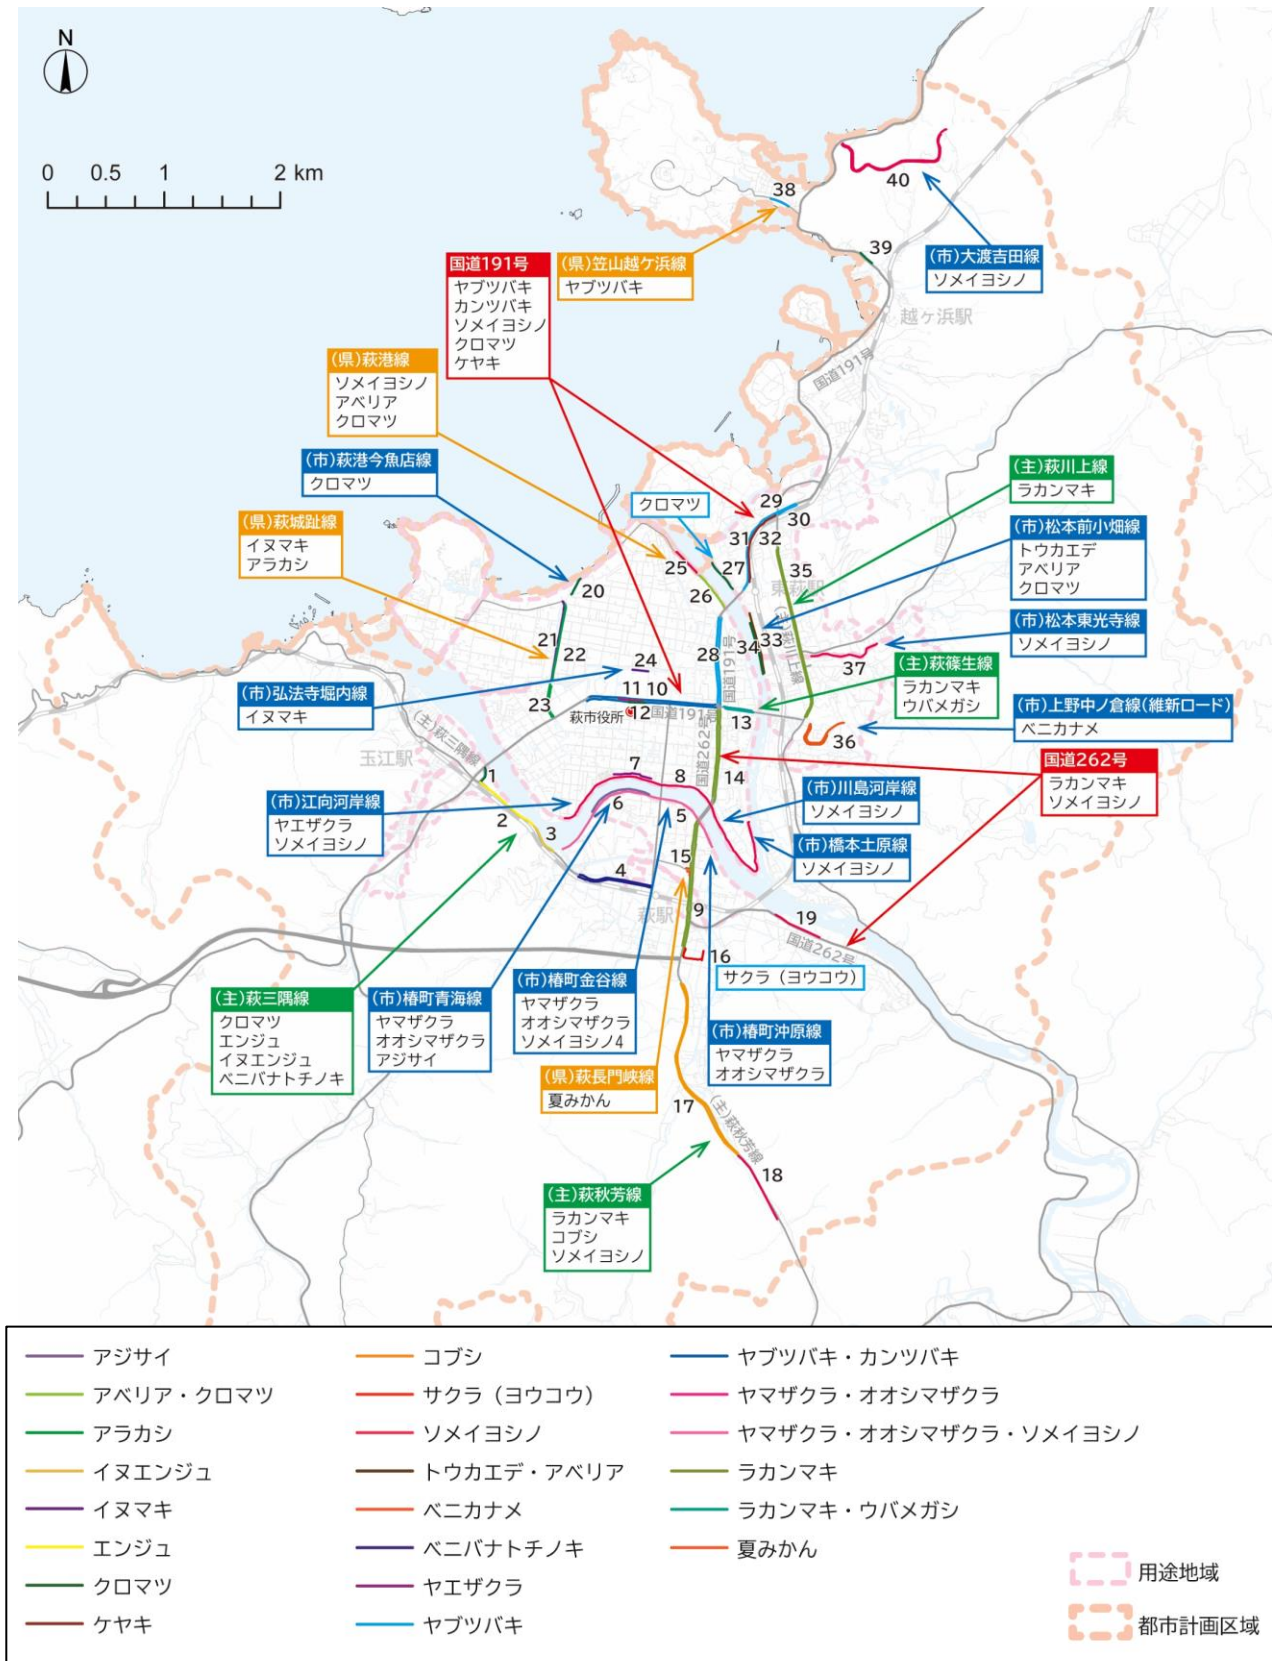 N
0 0.5 1 2 km
38
40
39
(市)大渡吉田線
ソメイヨシノ
国道191号
ヤブツバキ
カンツバキ
ソメイヨシノ
クロマツ
ケヤキ
(県)笠山越ケ浜線
ヤブツバキ
越ヶ浜駅
国道191号
(県)萩港線
ソメイヨシノ
アベリア
クロマツ
(市)萩港今魚店線
クロマツ
(県)萩城趾線
イヌマキ
アラカシ
クロマツ
29
30
31
32
25
27
26
20
35
東萩駅
(主)萩川上線
(主)萩川上線
ラカンマキ
(市)松本前小畑線
トウカエデ
アベリア
クロマツ
(市)松本東光寺線
ソメイヨシノ
(主)萩篠生線
ラカンマキ
ウバメガシ
(市)上野中ノ倉線(維新ロード)
ベニカナメ
21
22
23
24
28
国道191号
33
34
37
36
(市)弘法寺堀内線
イヌマキ
11 10
12
萩市役所
国道191号
13
国道262号
14
玉江駅
(主)萩三隅線
1
2
3
4
5
6
7
8
9
15
16
19
萩駅
国道262号
国道262号
ラカンマキ
ソメイヨシノ
(市)江向河岸線
ヤエザクラ
ソメイヨシノ
(市)川島河岸線
ソメイヨシノ
(市)橋本土原線
ソメイヨシノ
サクラ（ヨウコウ）
(主)萩三隅線
クロマツ
エンジュ
イヌエンジュ
ベニバナトチノキ
(市)椿町青海線
ヤマザクラ
オオシマザクラ
アジサイ
(市)椿町金谷線
ヤマザクラ
オオシマザクラ
ソメイヨシノ4
(市)椿町沖原線
ヤマザクラ
オオシマザクラ
(県)萩長門峡線
夏みかん
17
(主)萩秋芳線
18
(主)萩秋芳線
ラカンマキ
コブシ
ソメイヨシノ
アジサイ
アベリア・クロマツ
アラカシ
イヌエンジュ
イヌマキ
エンジュ
クロマツ
ケヤキ
コブシ
サクラ（ヨウコウ）
ソメイヨシノ
トウカエデ・アベリア
ベニカナメ
ベニバナトチノキ
ヤエザクラ
ヤブツバキ
ヤブツバキ・カンツバキ
ヤマザクラ・オオシマザクラ
ヤマザクラ・オオシマザクラ・ソメイヨシノ
ラカンマキ
ラカンマキ・ウバメガシ
夏みかん
用途地域
都市計画区域